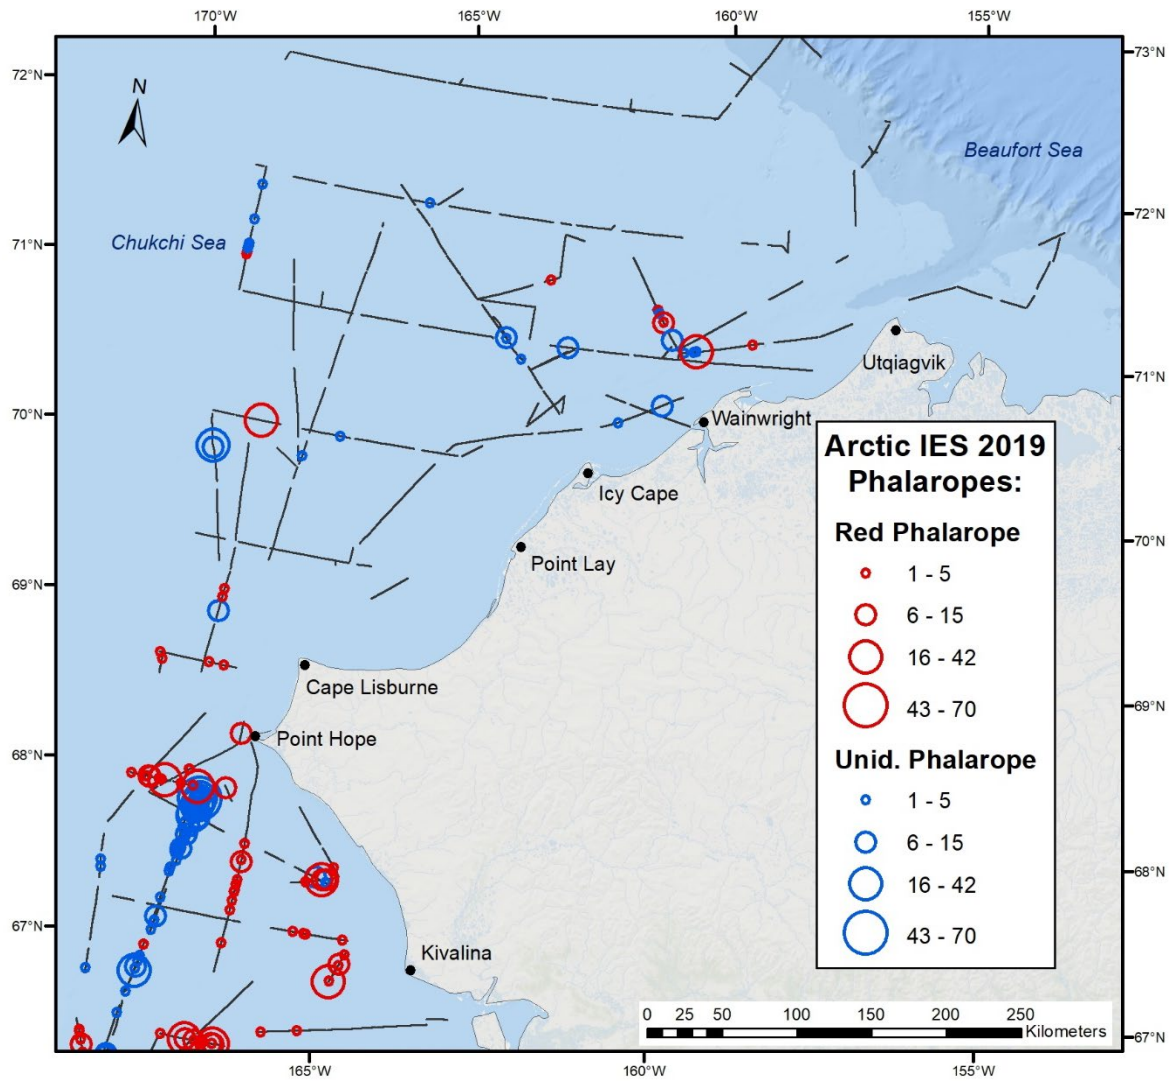 170°W 165°W 160°W 155°W
72°N
73°N
N
Beaufort Sea
72°N
Chukchi Sea
71°N
Utqiagvik
71°N
70°N
Wainwright
Arctic IES 2019
Phalaropes:
Icy Cape
Red Phalarope
Point Lay
70°N
1 - 5
69°N
6 - 15
16 - 42
Cape Lisburne
43 - 70
69°N
Point Hope
68°N
Unid. Phalarope
1 - 5
6 - 15
68°N
16 - 42
67°N
43 - 70
Kivalina
0 25 50 100 150 200 250
Kilometers
67°N
165°W 160°W 155°W